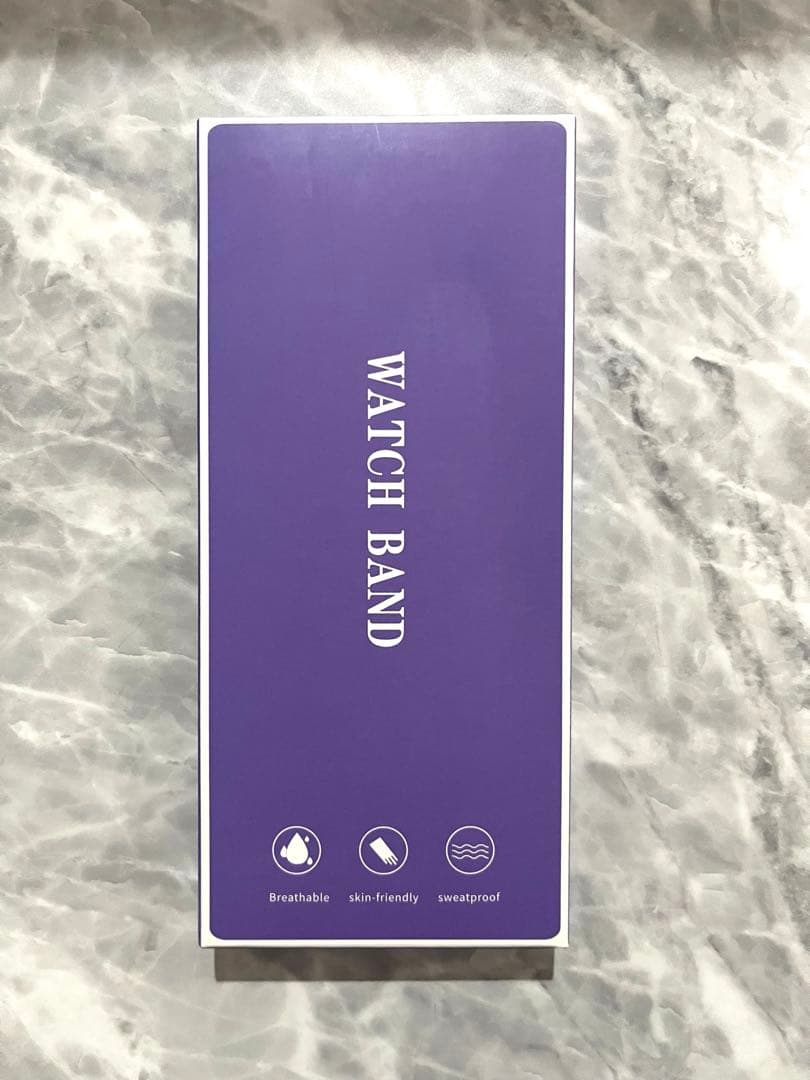 WATCH BAND
Breathable
skin-friendly
sweatproof